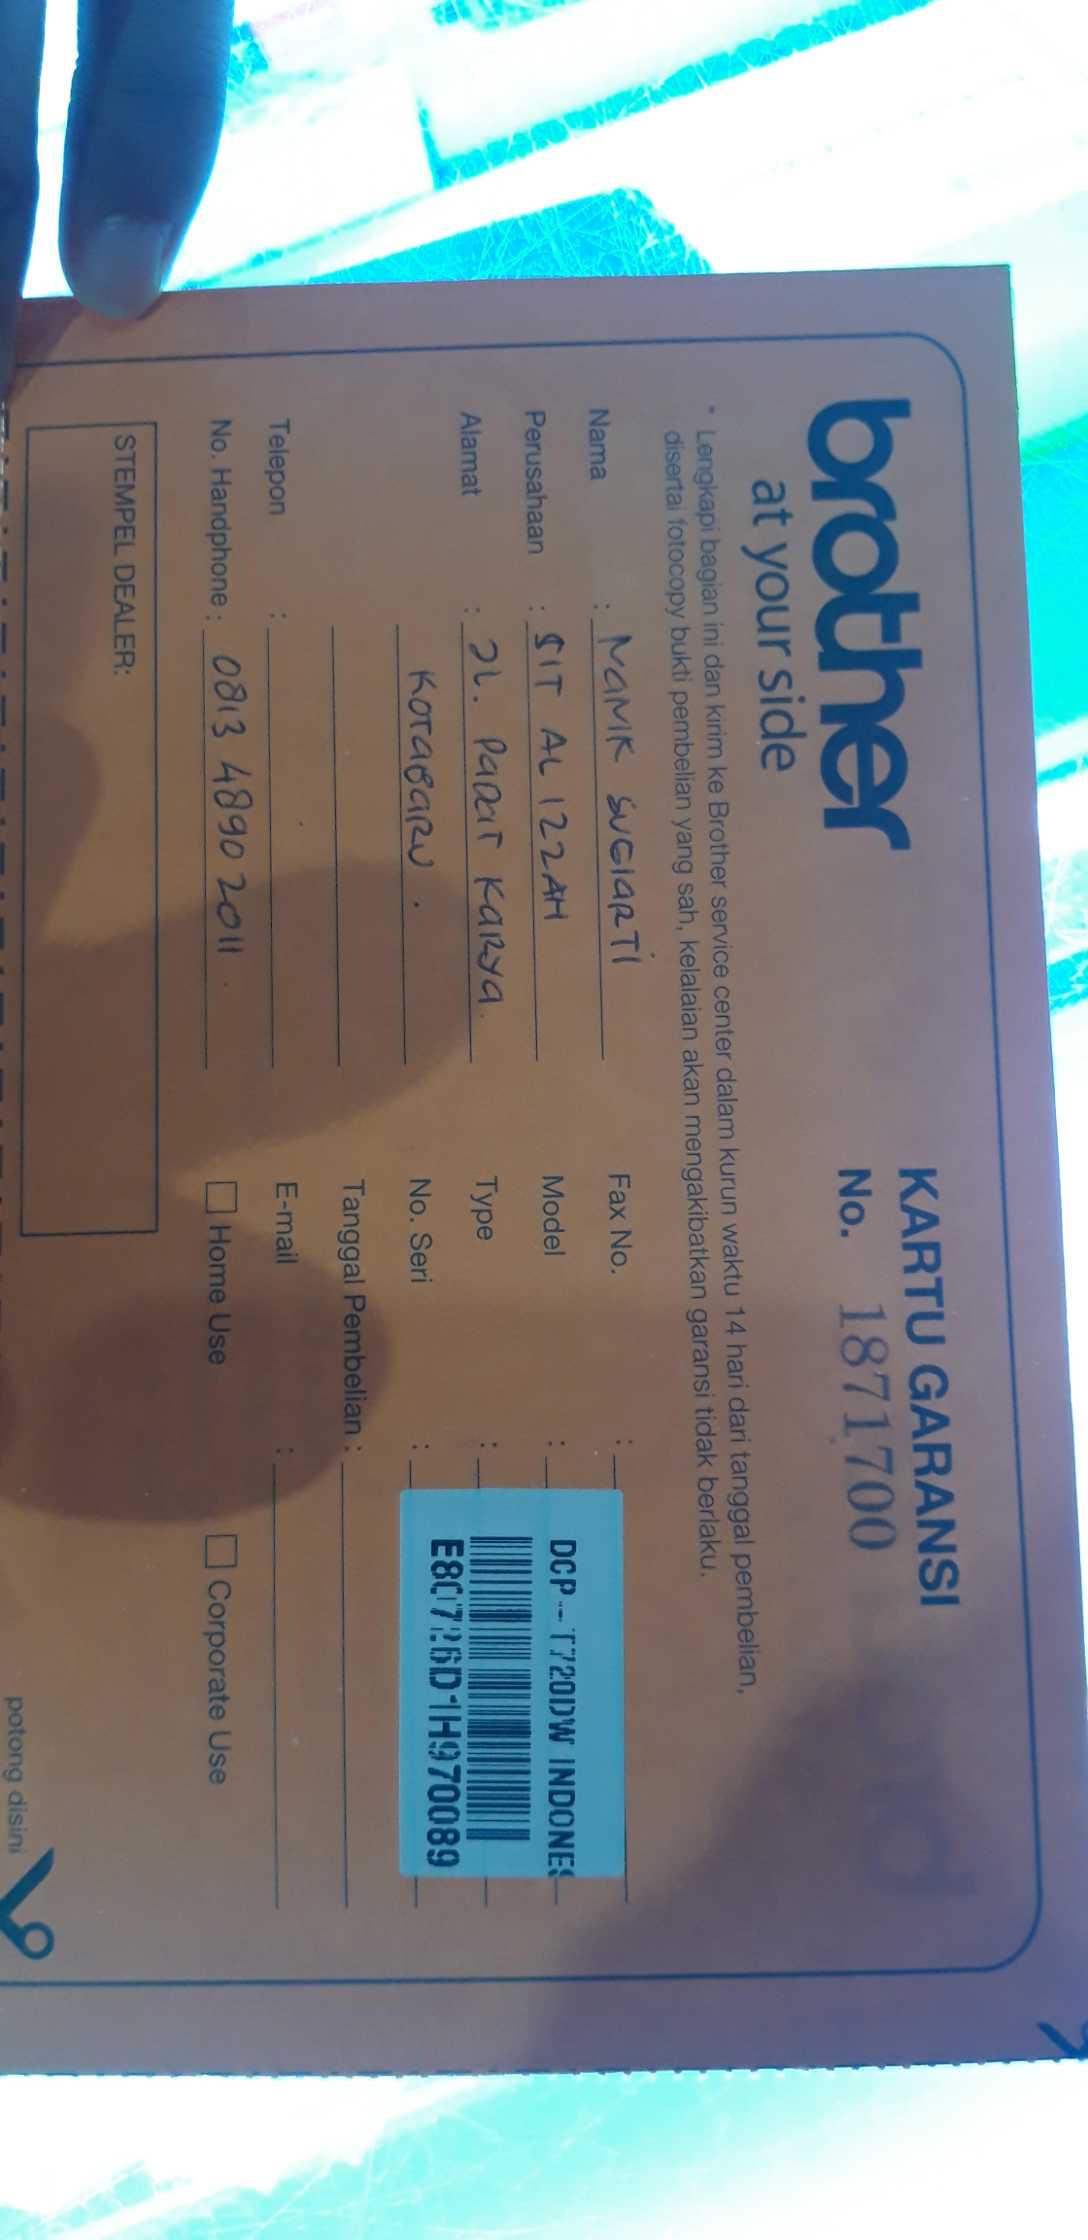 brother
at your side
KARTU GARANSI
No. 1871700
• Lengkapi bagian ini dan kirim ke Brother service center dalam kurun waktu 14 hari dari tanggal pembelian,
disertai fotocopy bukti pembelian yang sah, kelalaian akan mengakibatkan garansi tidak berlaku.
Nama : NANIK SUGIARTI
Perusahaan : SIT AL IZZAH
Alamat : JL. PADAT KARYA
KOTABARU.
Telepon :
No. Handphone : 0813 4890 2011
STEMPEL DEALER:
Fax No. :
Model : DCP-T720DW INDONES
Type :
No. Seri : E80726D1H970089
Tanggal Pembelian :
E-mail :
☐ Home Use ☐ Corporate Use
potong disini